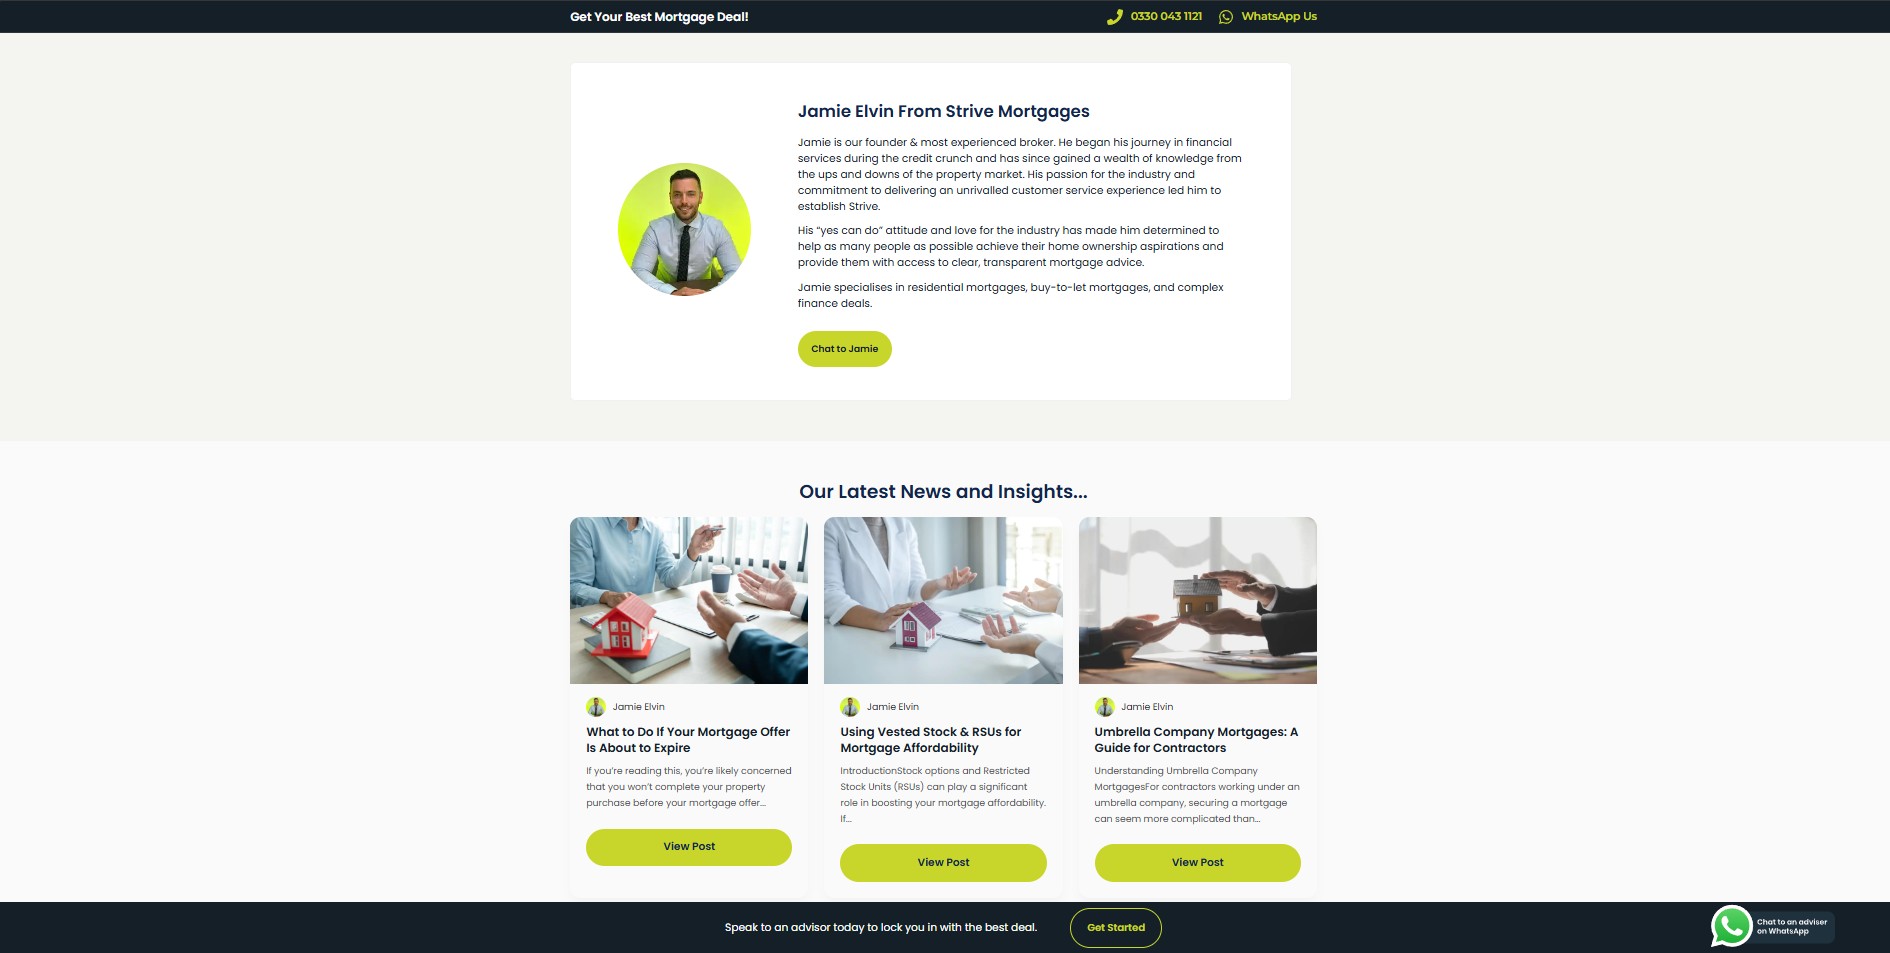 Get Your Best Mortgage Deal!
0330 043 1121
WhatsApp Us
Jamie Elvin From Strive Mortgages
Jamie is our founder & most experienced broker. He began his journey in financial
services during the credit crunch and has since gained a wealth of knowledge from
the ups and downs of the property market. His passion for the industry and
commitment to delivering an unrivalled customer service experience led him to
establish Strive.
His “yes can do” attitude and love for the industry has made him determined to
help as many people as possible achieve their home ownership aspirations and
provide them with access to clear, transparent mortgage advice.
Jamie specialises in residential mortgages, buy-to-let mortgages, and complex
finance deals.
Chat to Jamie
Our Latest News and Insights...
Jamie Elvin
What to Do If Your Mortgage Offer
Is About to Expire
If you’re reading this, you’re likely concerned
that you won’t complete your property
purchase before your mortgage offer...
View Post
Jamie Elvin
Using Vested Stock & RSUs for
Mortgage Affordability
IntroductionStock options and Restricted
Stock Units (RSUs) can play a significant
role in boosting your mortgage affordability.
If...
View Post
Jamie Elvin
Umbrella Company Mortgages: A
Guide for Contractors
Understanding Umbrella Company
MortgagesFor contractors working under an
umbrella company, securing a mortgage
can seem more complicated than...
View Post
Speak to an advisor today to lock you in with the best deal.
Get Started
Chat to an adviser
on WhatsApp